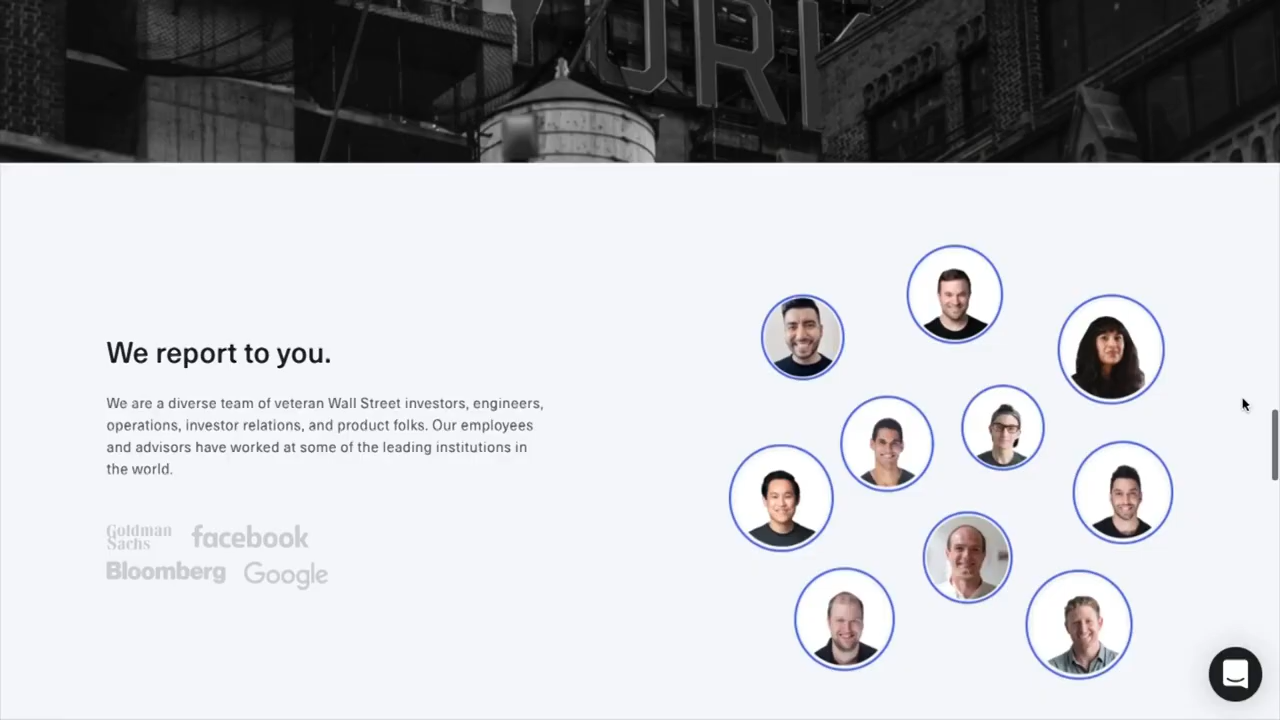 YORK
We report to you.
We are a diverse team of veteran Wall Street investors, engineers,
operations, investor relations, and product folks. Our employees
and advisors have worked at some of the leading institutions in
the world.
Goldman
Sachs
facebook
Bloomberg
Google